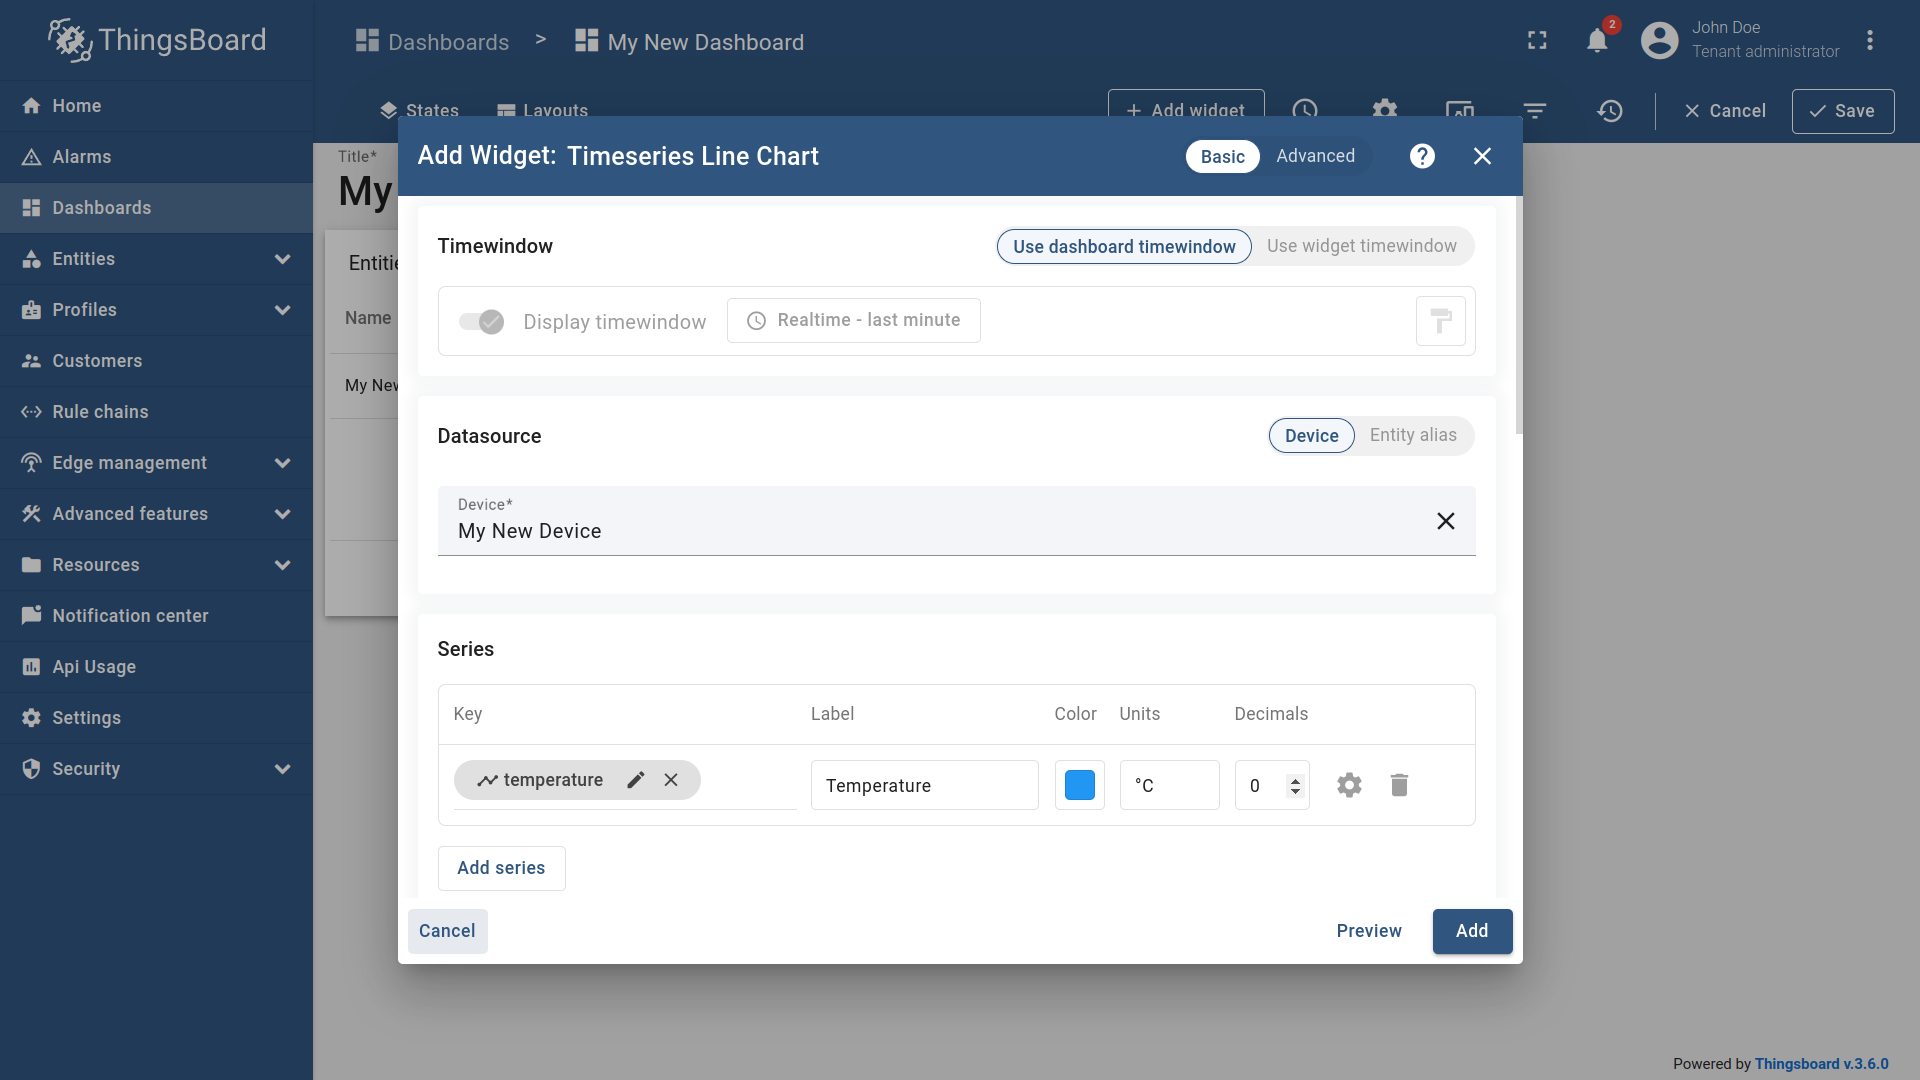 ThingsBoard
Dashboards > My New Dashboard
2
John Doe
Tenant administrator
Home
Alarms
Dashboards
Entities
Profiles
Customers
Rule chains
Edge management
Advanced features
Resources
Notification center
Api Usage
Settings
Security
States
Layouts
Add widget
Cancel
Save
Title*
My
Entitie
Name
My New
Add Widget: Timeseries Line Chart
Basic
Advanced
?
Timewindow
Use dashboard timewindow
Use widget timewindow
Display timewindow
Realtime - last minute
Datasource
Device
Entity alias
Device*
My New Device
Series
Key
Label
Color
Units
Decimals
temperature
Temperature
°C
0
Add series
Cancel
Preview
Add
Powered by Thingsboard v.3.6.0